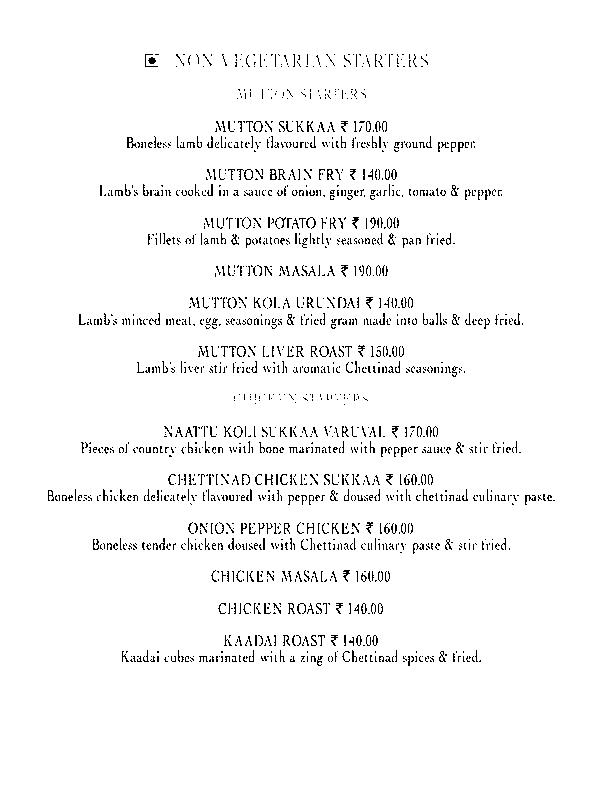 NON VEGETARIAN STARTERS
MUTTON STARTERS
MUTTON SUKKAA ₹ 170.00
Boneless lamb delicately flavoured with freshly ground pepper.
MUTTON BRAIN FRY ₹ 140.00
Lamb's brain cooked in a sauce of onion, ginger, garlic, tomato & pepper.
MUTTON POTATO FRY ₹ 190.00
Fillets of lamb & potatoes lightly seasoned & pan fried.
MUTTON MASALA ₹ 190.00
MUTTON KOLA URUNDAI ₹ 140.00
Lamb's minced meat, egg, seasonings & fried gram made into balls & deep fried.
MUTTON LIVER ROAST ₹ 150.00
Lamb's liver stir fried with aromatic Chettinad seasonings.
CHICKEN STARTERS
NAATTU KOLI SUKKAA VARUVAL ₹ 170.00
Pieces of country chicken with bone marinated with pepper sauce & stir fried.
CHETTINAD CHICKEN SUKKAA ₹ 160.00
Boneless chicken delicately flavoured with pepper & doused with chettinad culinary paste.
ONION PEPPER CHICKEN ₹ 160.00
Boneless tender chicken doused with Chettinad culinary paste & stir fried.
CHICKEN MASALA ₹ 160.00
CHICKEN ROAST ₹ 140.00
KAADAI ROAST ₹ 140.00
Kaadai cubes marinated with a zing of Chettinad spices & fried.